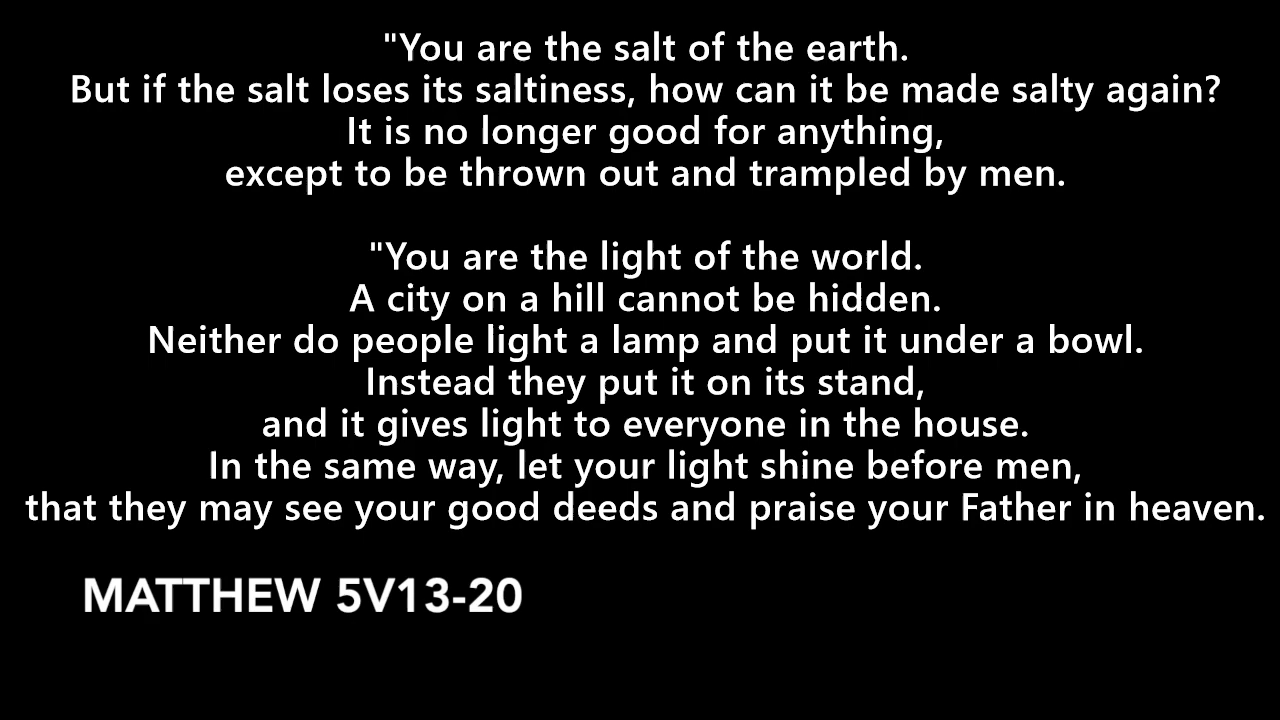 "You are the salt of the earth.
But if the salt loses its saltiness, how can it be made salty again?
It is no longer good for anything,
except to be thrown out and trampled by men.
"You are the light of the world.
A city on a hill cannot be hidden.
Neither do people light a lamp and put it under a bowl.
Instead they put it on its stand,
and it gives light to everyone in the house.
In the same way, let your light shine before men,
that they may see your good deeds and praise your Father in heaven.
MATTHEW 5V13-20